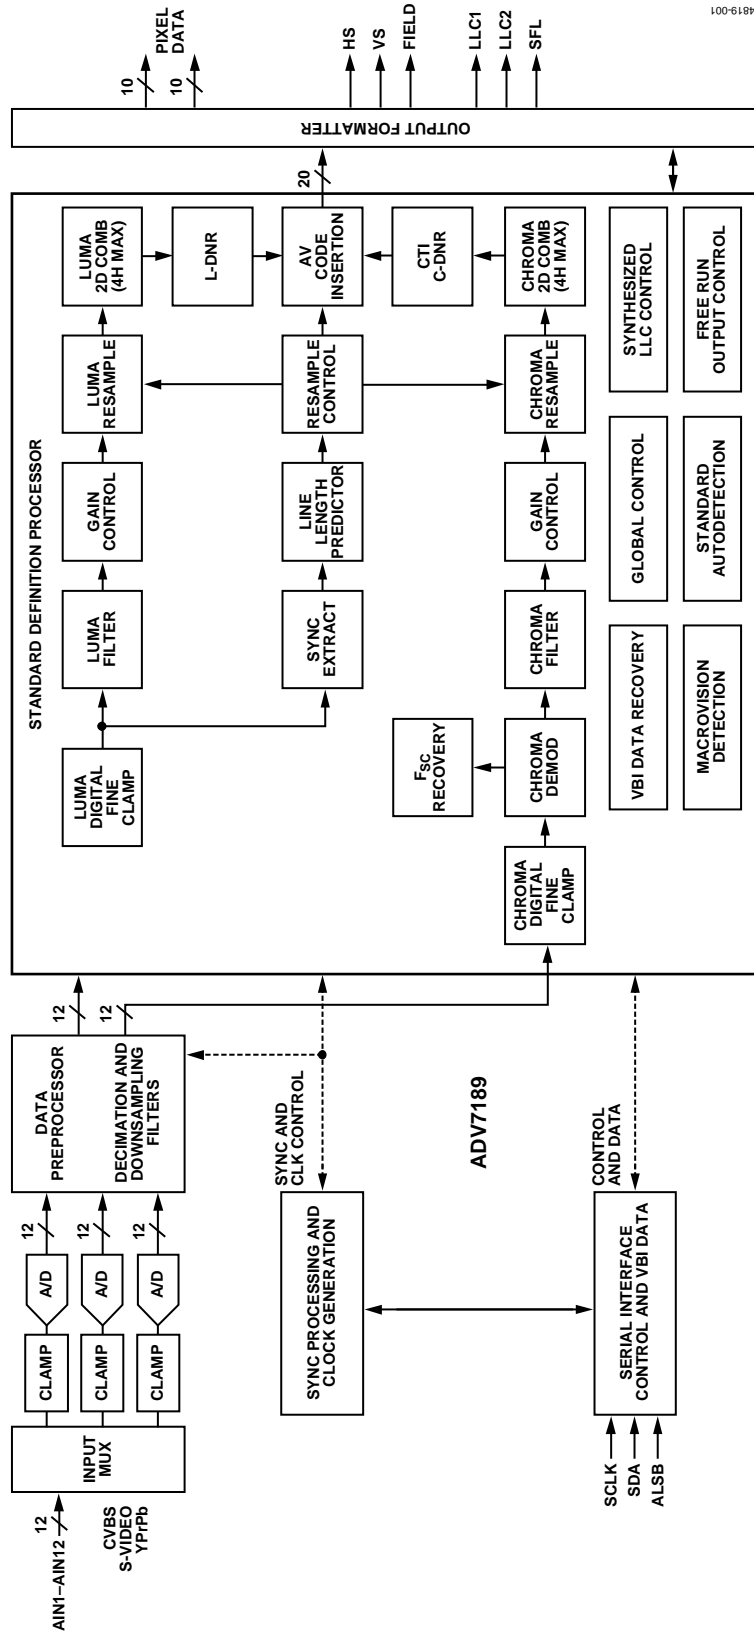 AIN1–AIN12
12
CVBS
S-VIDEO
YPrPb
INPUT
MUX
CLAMP
A/D
12
CLAMP
A/D
12
CLAMP
A/D
12
DATA
PREPROCESSOR
DECIMATION AND
DOWNSAMPLING
FILTERS
12
12
STANDARD DEFINITION PROCESSOR
LUMA
DIGITAL
FINE
CLAMP
LUMA
FILTER
GAIN
CONTROL
LUMA
RESAMPLE
LUMA
2D COMB
(4H MAX)
L-DNR
SYNC
EXTRACT
LINE
LENGTH
PREDICTOR
RESAMPLE
CONTROL
AV
CODE
INSERTION
20
FSC
RECOVERY
CTI
C-DNR
CHROMA
DIGITAL
FINE
CLAMP
CHROMA
DEMOD
CHROMA
FILTER
GAIN
CONTROL
CHROMA
RESAMPLE
CHROMA
2D COMB
(4H MAX)
VBI DATA RECOVERY
GLOBAL CONTROL
SYNTHESIZED
LLC CONTROL
MACROVISION
DETECTION
STANDARD
AUTODETECTION
FREE RUN
OUTPUT CONTROL
OUTPUT FORMATTER
10
10
PIXEL
DATA
HS
VS
FIELD
LLC1
LLC2
SFL
SYNC PROCESSING AND
CLOCK GENERATION
SYNC AND
CLK CONTROL
ADV7189
SCLK
SDA
ALSB
SERIAL INTERFACE
CONTROL AND VBI DATA
CONTROL
AND DATA
4819-001